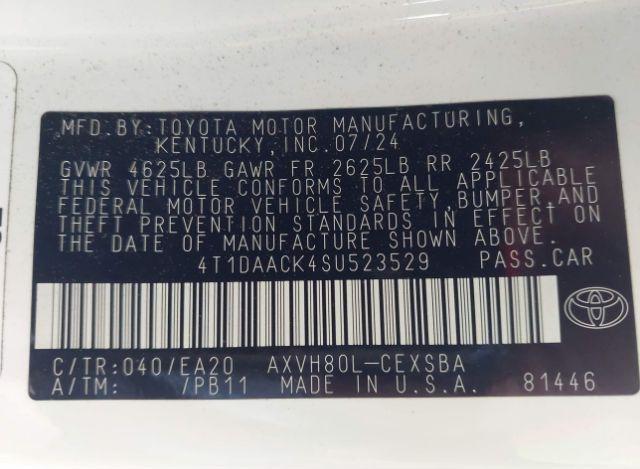 MFD.BY:TOYOTA MOTOR MANUFACTURING,
KENTUCKY,INC.07/24
GVWR 4625LB GAWR FR 2625LB RR 2425LB
THIS VEHICLE CONFORMS TO ALL APPLICABLE
FEDERAL MOTOR VEHICLE SAFETY,BUMPER,AND
THEFT PREVENTION STANDARDS IN EFFECT ON
THE DATE OF MANUFACTURE SHOWN ABOVE.
4T1DAACK4SU523529 PASS.CAR
C/TR:040/EA20 AXVH80L-CEXSBA
A/TM: /PB11 MADE IN U.S.A. 81446